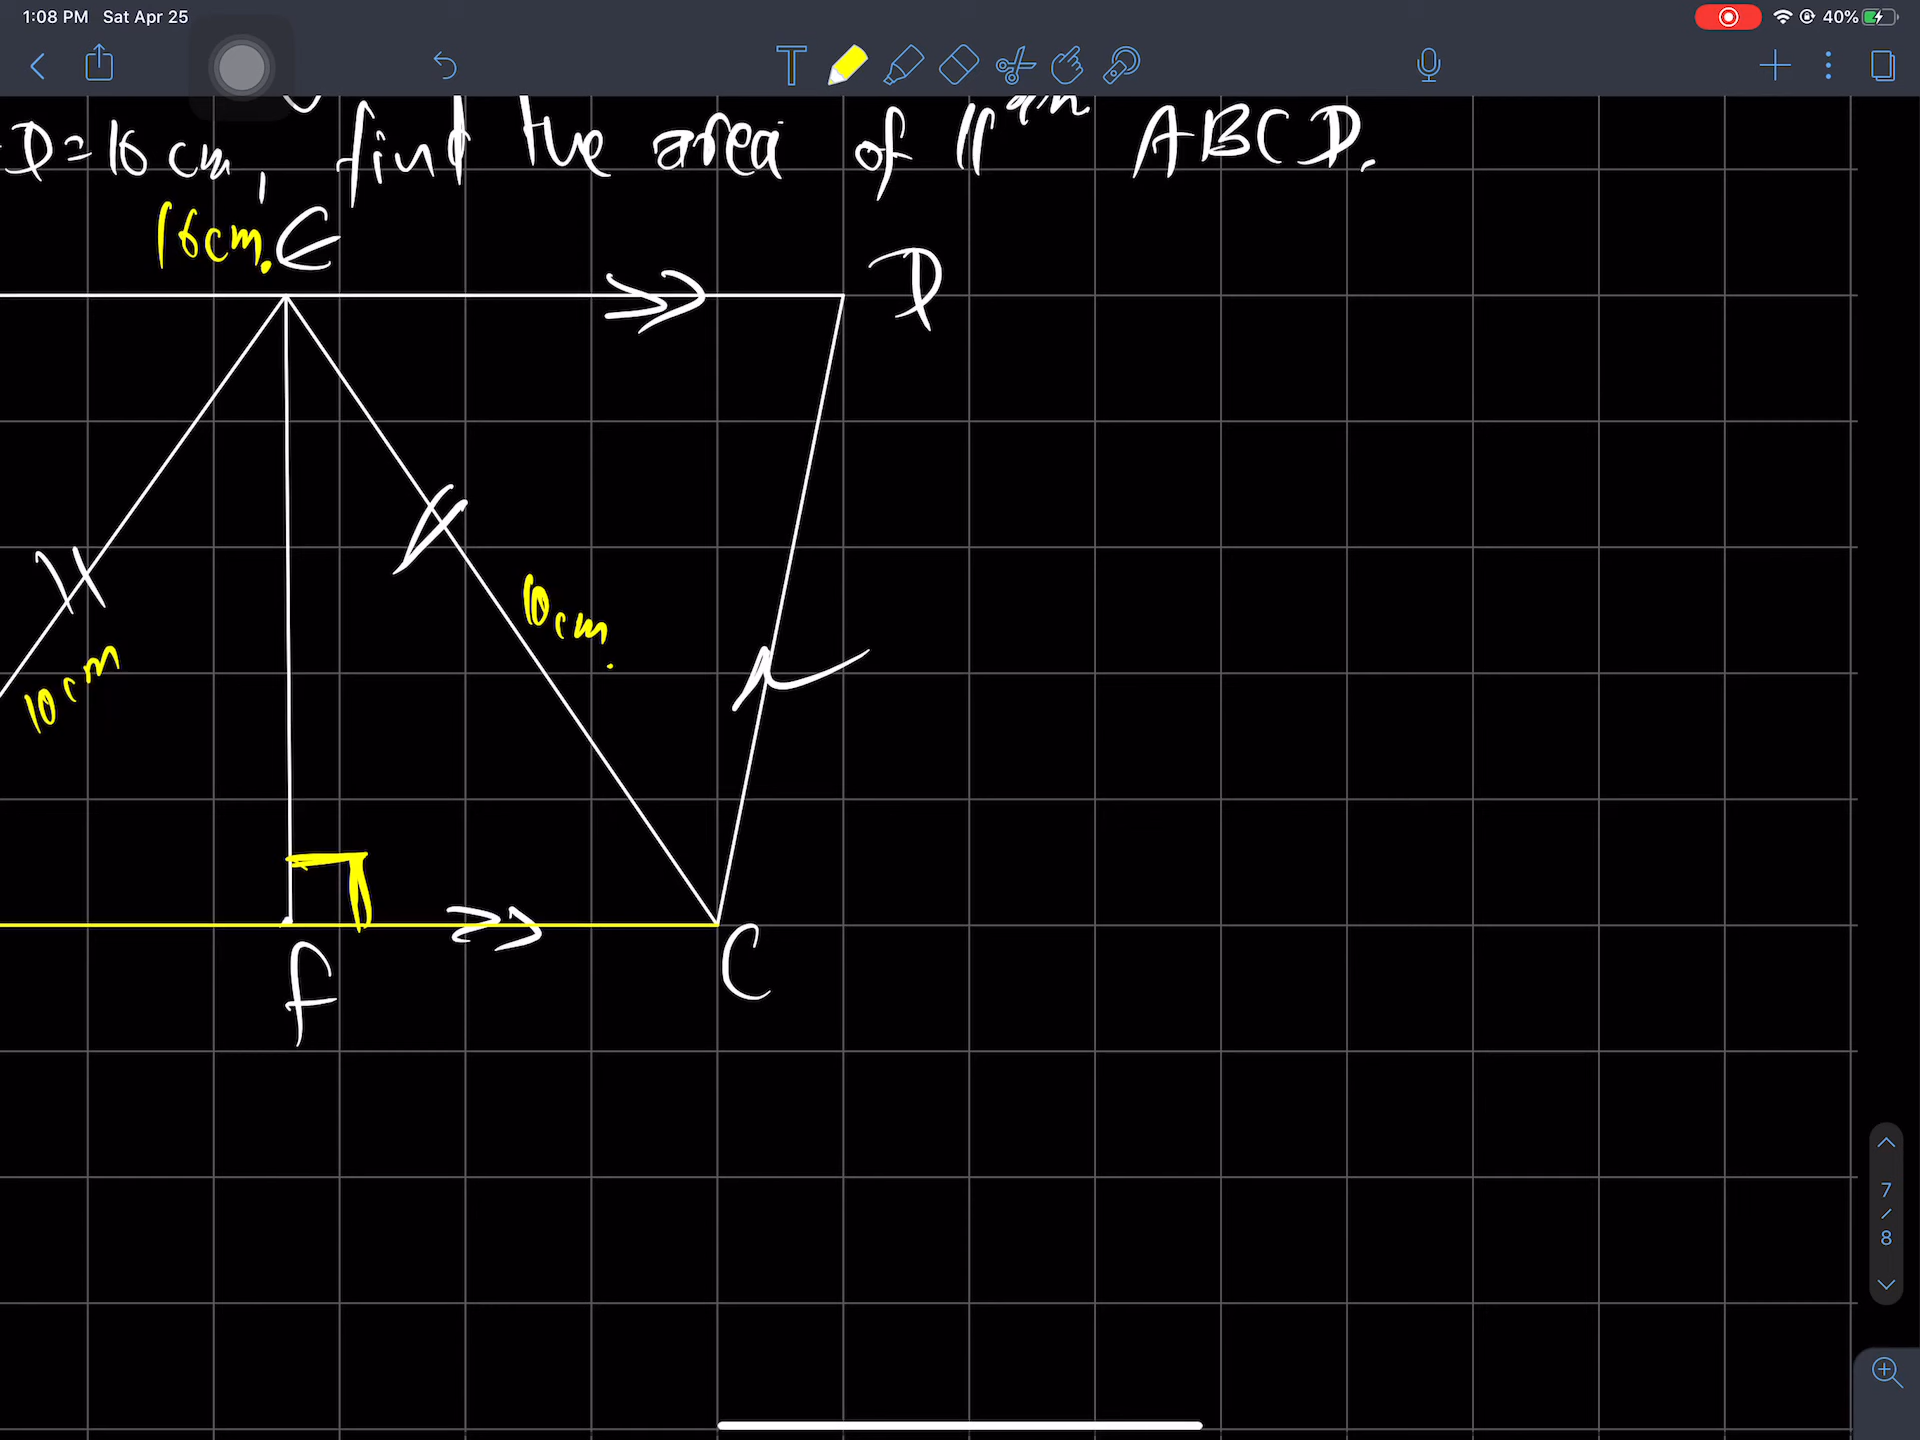 1:08 PM Sat Apr 25
40%
D=16 cm, find the area of 11gm ABCD.
16cm. E
D
10cm.
10cm
F
C
7
/
8